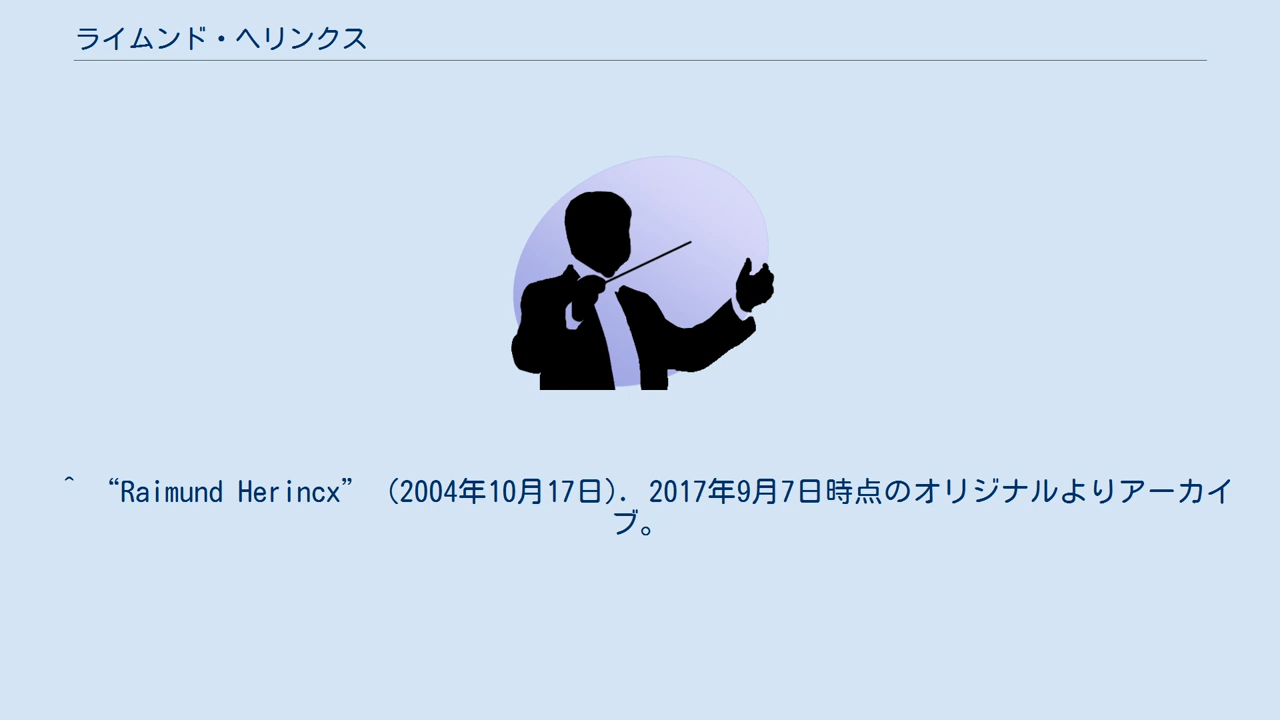 ライムンド・ヘリンクス
^ “Raimund Herincx” (2004年10月17日). 2017年9月7日時点のオリジナルよりアーカイ
ブ。